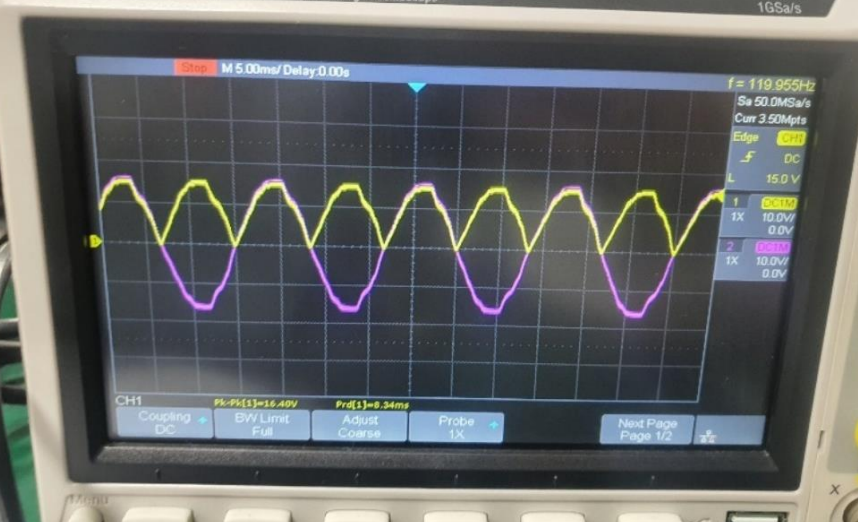 1GSa/s
Stop M 5.00ms/ Delay:0.00s
f = 119.955Hz
Sa 50.0MSa/s
Curr 3.50Mpts
Edge CH1
DC
L 15.0 V
1 DC1M
1X 10.0V/
0.0V
2 DC1M
1X 10.0V/
0.0V
CH1
Pk-Pk[1]=16.40V Prd[1]=8.34ms
Coupling
DC
BW Limit
Full
Adjust
Coarse
Probe
1X
Next Page
Page 1/2
Menu
X